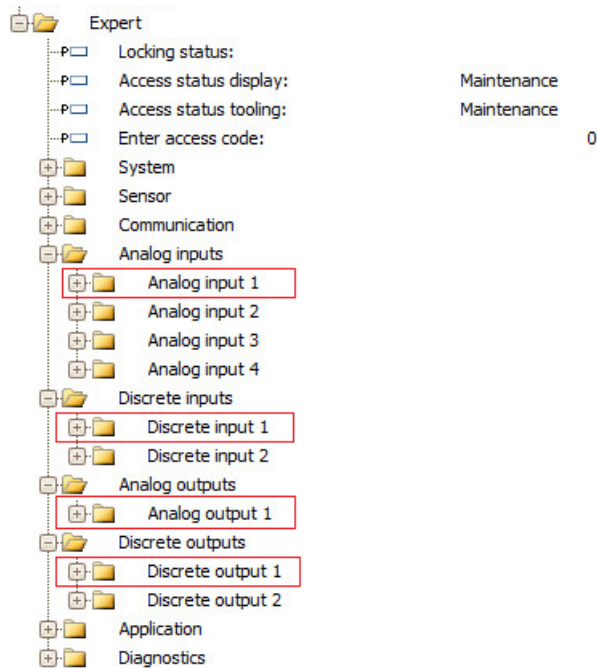 Expert
Locking status:
Access status display: Maintenance
Access status tooling: Maintenance
Enter access code: 0
System
Sensor
Communication
Analog inputs
Analog input 1
Analog input 2
Analog input 3
Analog input 4
Discrete inputs
Discrete input 1
Discrete input 2
Analog outputs
Analog output 1
Discrete outputs
Discrete output 1
Discrete output 2
Application
Diagnostics